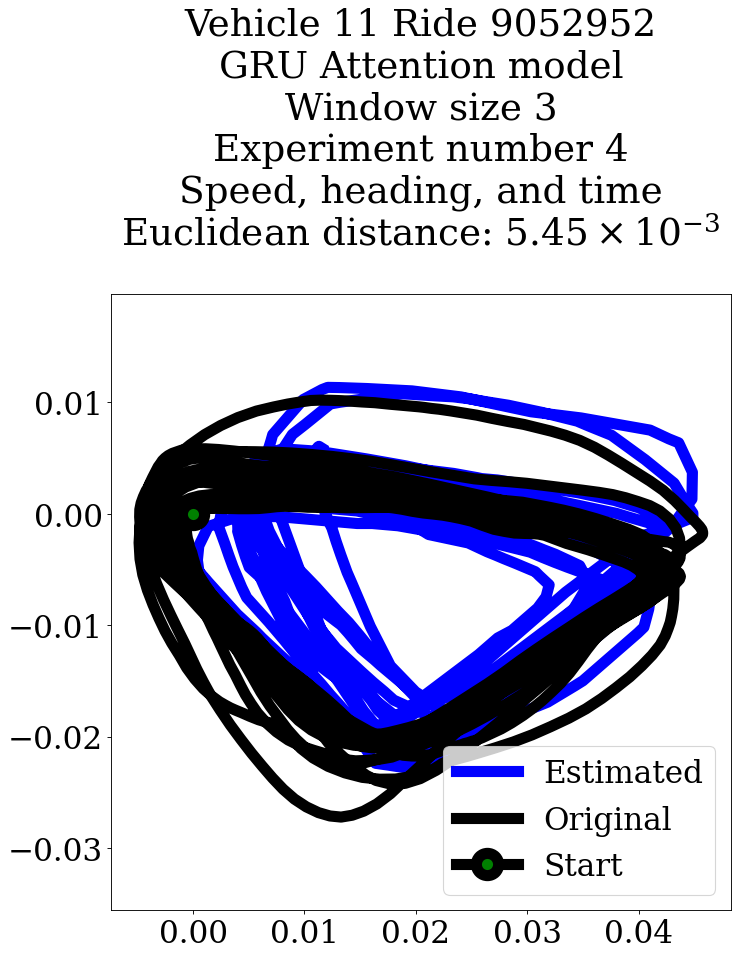 Vehicle 11 Ride 9052952
GRU Attention model
Window size 3
Experiment number 4
Speed, heading, and time
Euclidean distance: 5.45 × 10⁻³
0.01
0.00
−0.01
−0.02
−0.03
Estimated
Original
Start
0.00 0.01 0.02 0.03 0.04